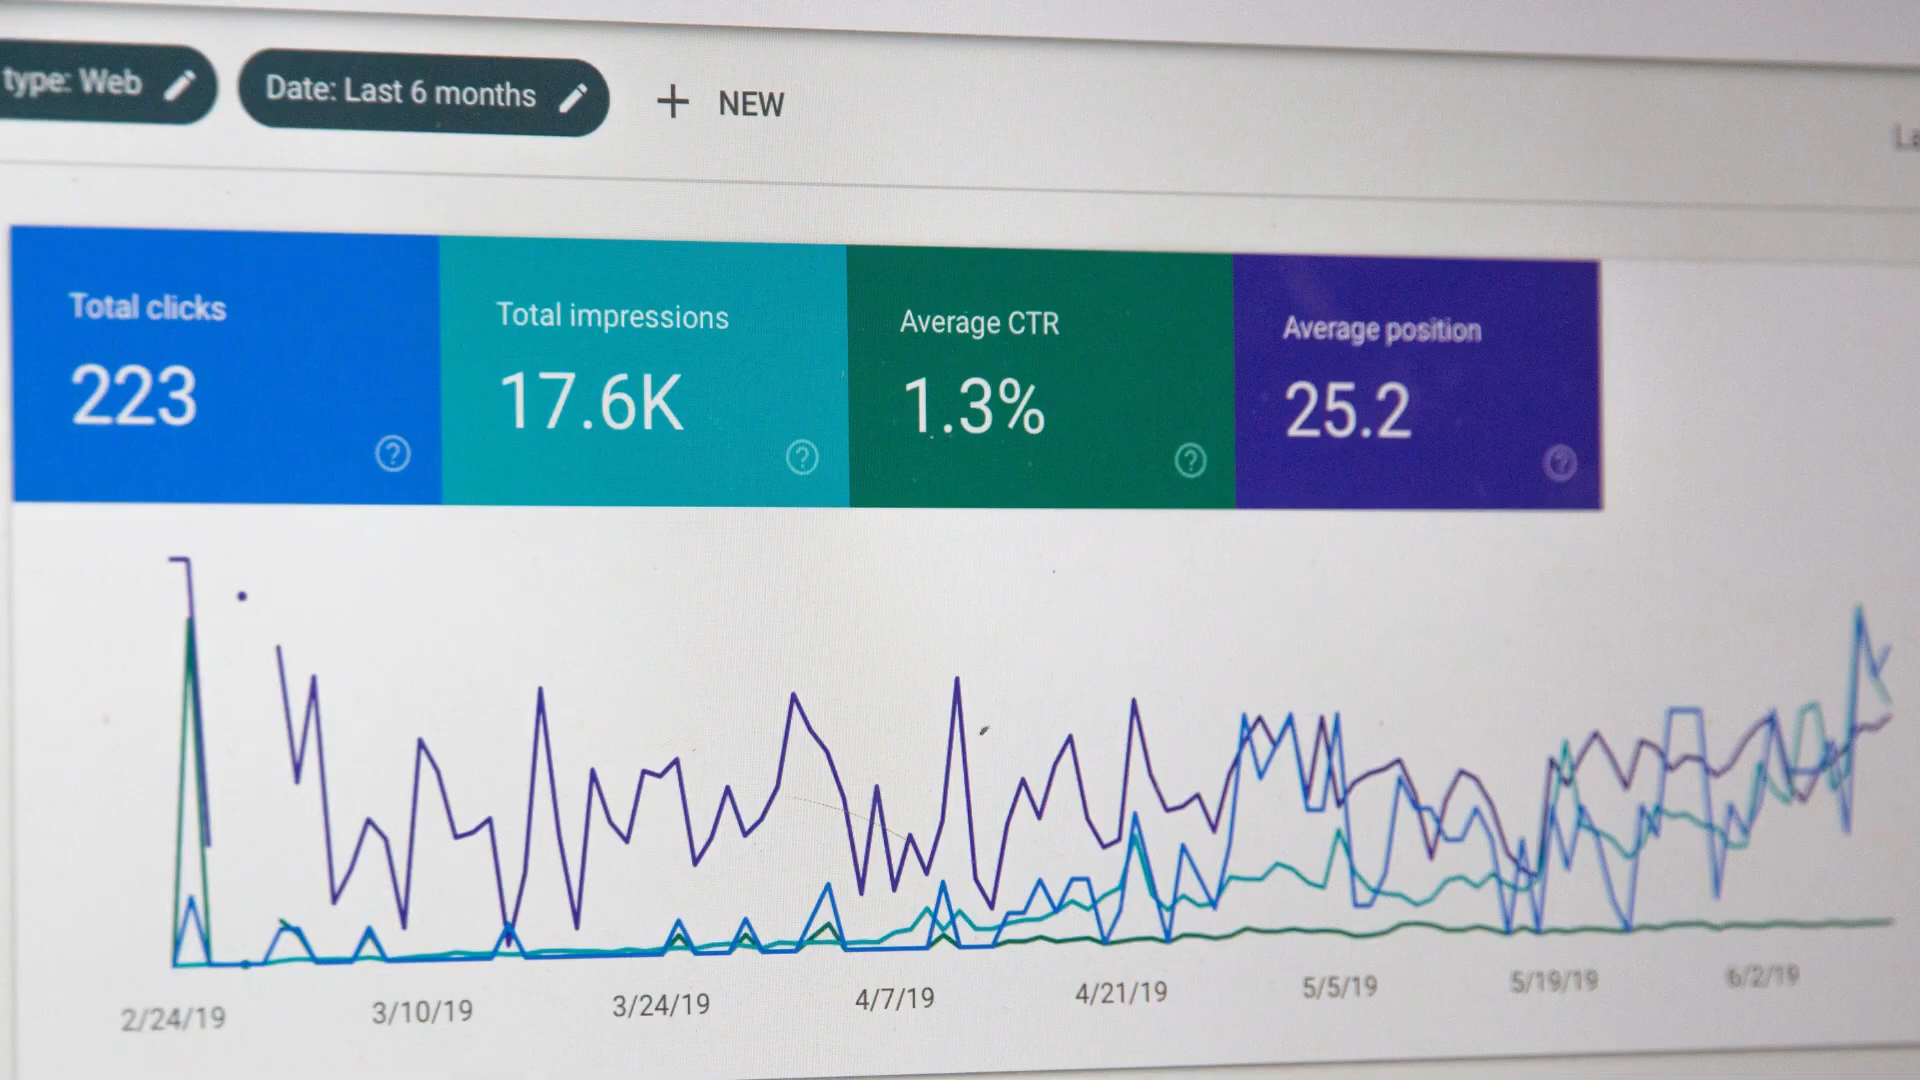 type: Web
Date: Last 6 months
+ NEW
La
Total clicks
223
Total impressions
17.6K
Average CTR
1.3%
Average position
25.2
2/24/19
3/10/19
3/24/19
4/7/19
4/21/19
5/5/19
5/19/19
6/2/19